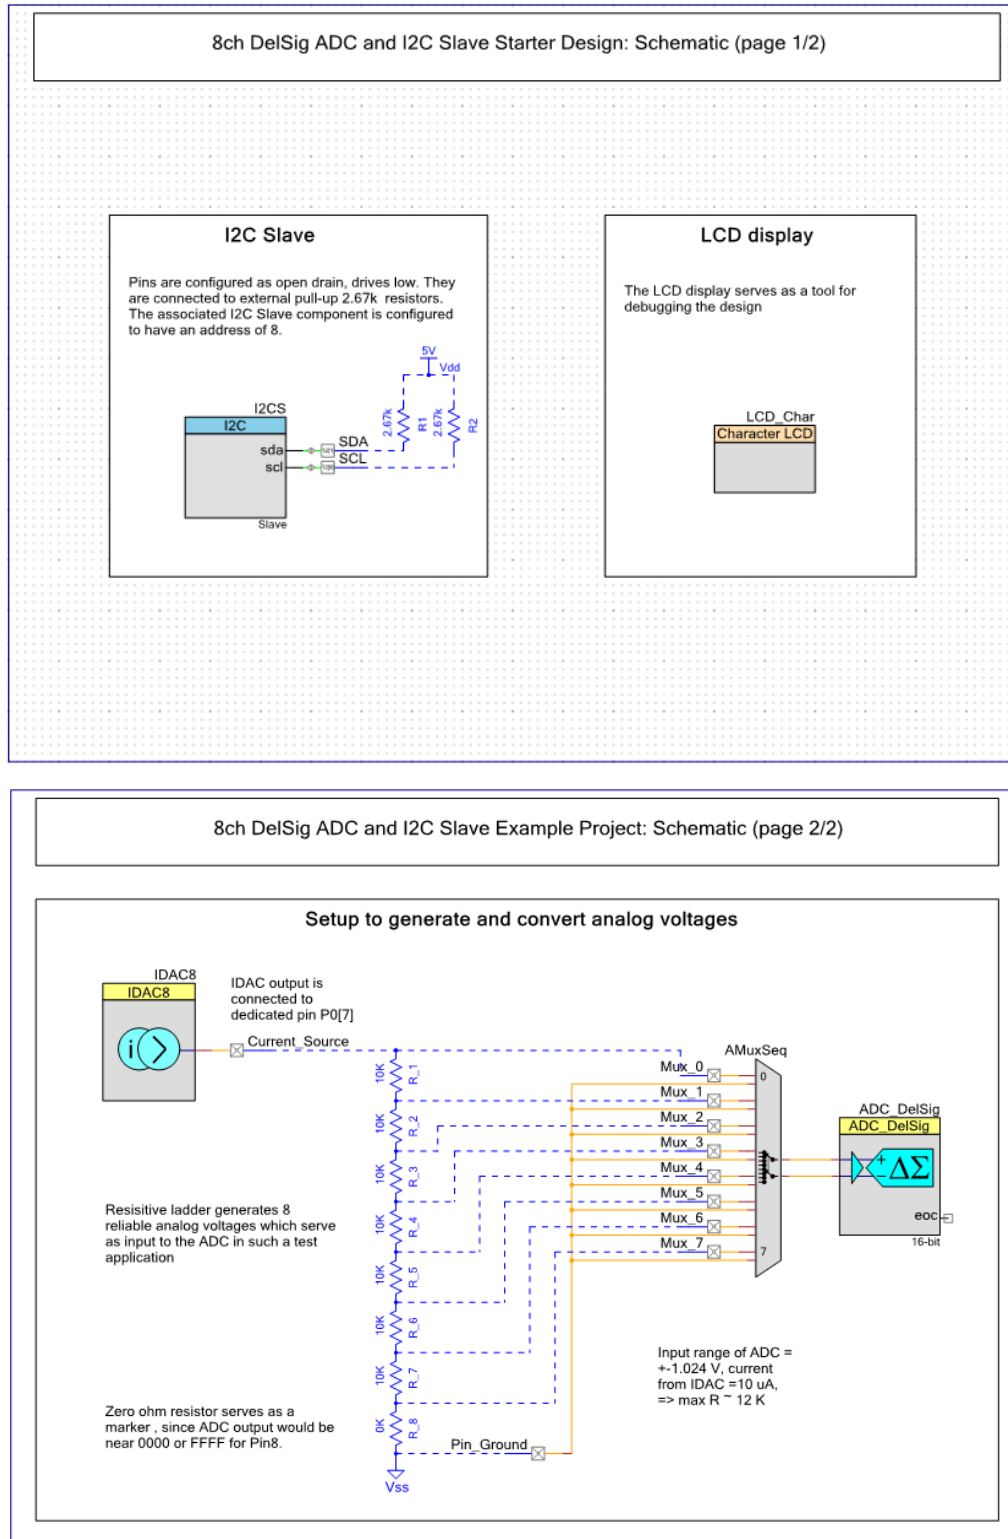 8ch DelSig ADC and I2C Slave Starter Design: Schematic (page 1/2)
I2C Slave
Pins are configured as open drain, drives low. They
are connected to external pull-up 2.67k resistors.
The associated I2C Slave component is configured
to have an address of 8.
5V
Vdd
2.67k
R1
2.67k
R2
I2CS
I2C
sda
SDA
scl
SCL
Slave
LCD display
The LCD display serves as a tool for
debugging the design
LCD_Char
Character LCD
8ch DelSig ADC and I2C Slave Example Project: Schematic (page 2/2)
Setup to generate and convert analog voltages
IDAC8
IDAC8
i
IDAC output is
connected to
dedicated pin P0[7]
Current_Source
10K
R_1
10K
R_2
10K
R_3
10K
R_4
10K
R_5
10K
R_6
10K
R_7
0K
R_8
Vss
Pin_Ground
Resisitive ladder generates 8
reliable analog voltages which serve
as input to the ADC in such a test
application
Zero ohm resistor serves as a
marker , since ADC output would be
near 0000 or FFFF for Pin8.
AMuxSeq
Mux_0
0
Mux_1
Mux_2
Mux_3
Mux_4
Mux_5
Mux_6
Mux_7
7
ADC_DelSig
ADC_DelSig
+
-
ΔΣ
eoc
16-bit
Input range of ADC =
+-1.024 V, current
from IDAC =10 uA,
=> max R ~ 12 K